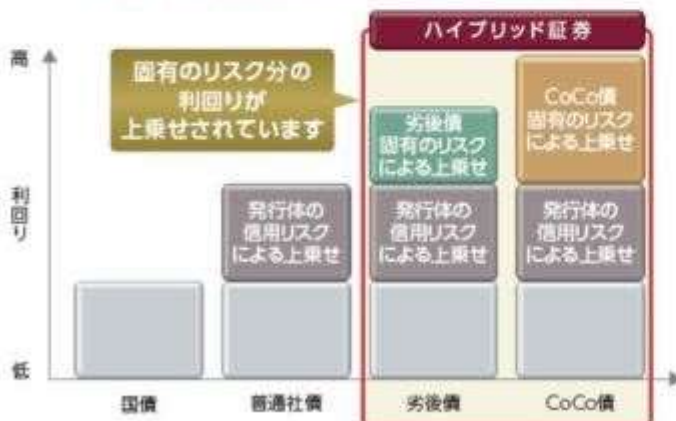 ハイブリッド証券
高
固有のリスク分の
利回りが
上乗せされています
CoCo債
固有のリスク
による上乗せ
劣後債
固有のリスク
による上乗せ
利回り
発行体の
信用リスク
による上乗せ
発行体の
信用リスク
による上乗せ
発行体の
信用リスク
による上乗せ
低
国債
普通社債
劣後債
CoCo債